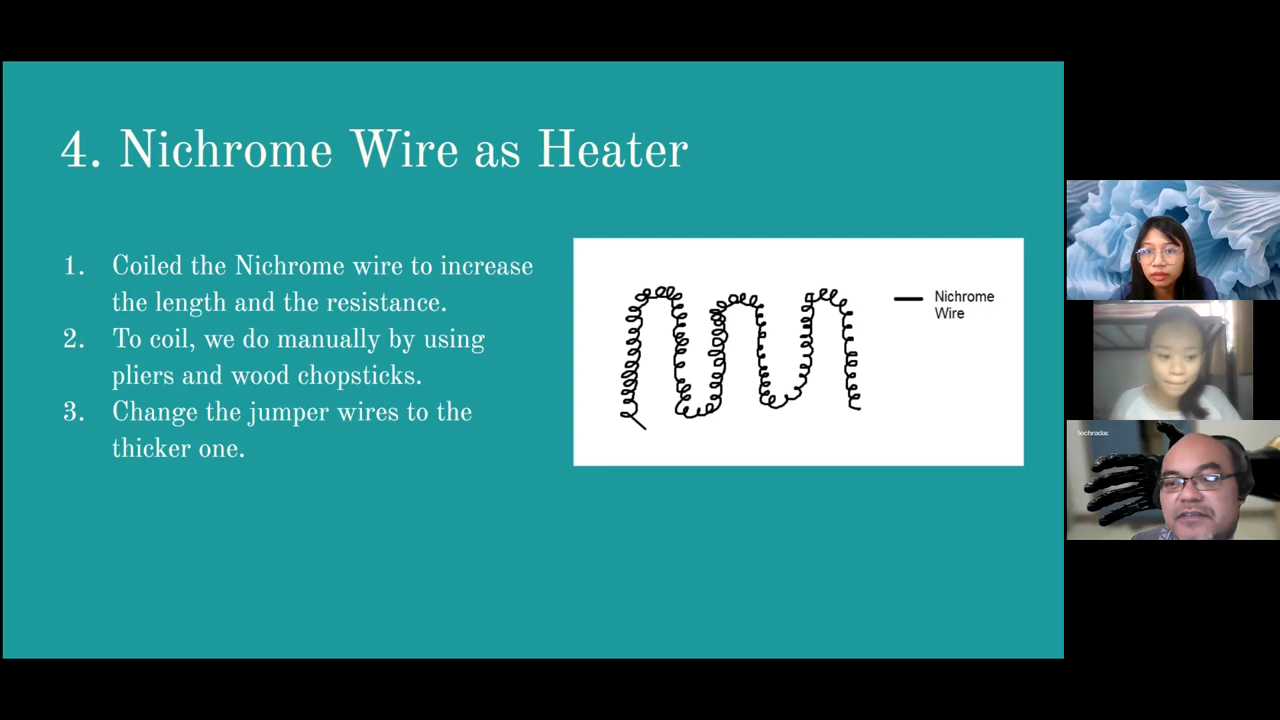 4. Nichrome Wire as Heater
1. Coiled the Nichrome wire to increase
the length and the resistance.
2. To coil, we do manually by using
pliers and wood chopsticks.
3. Change the jumper wires to the
thicker one.
Nichrome
Wire
techradar